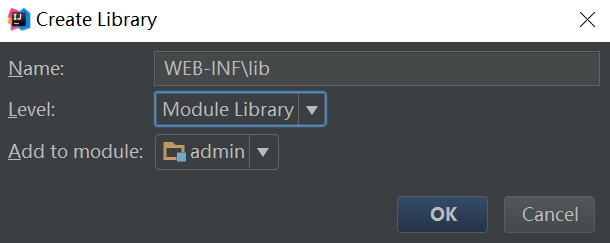 Create Library
Name: WEB-INF\lib
Level: Module Library
Add to module: admin
OK Cancel